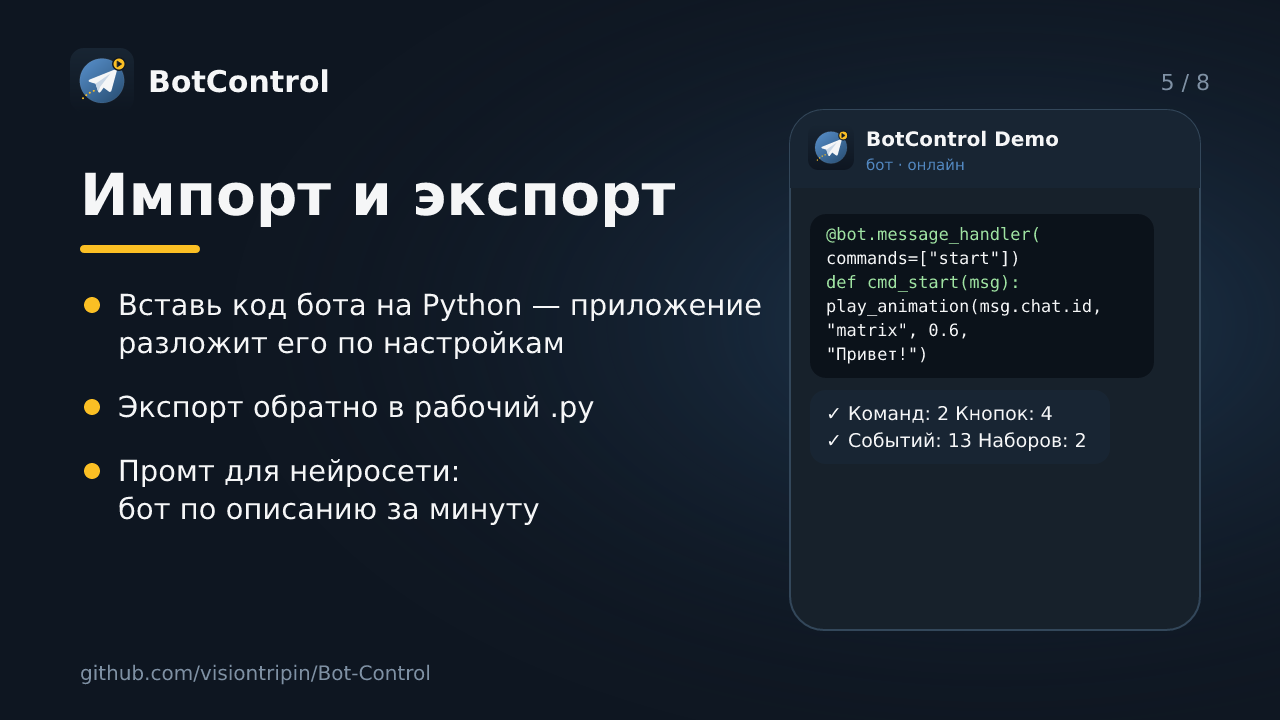 BotControl
5 / 8
Импорт и экспорт
Вставь код бота на Python — приложение
разложит его по настройкам
Экспорт обратно в рабочий .py
Промт для нейросети:
бот по описанию за минуту
BotControl Demo
бот · онлайн
@bot.message_handler(
commands=["start"])
def cmd_start(msg):
play_animation(msg.chat.id,
"matrix", 0.6,
"Привет!")
✓ Команд: 2 Кнопок: 4
✓ Событий: 13 Наборов: 2
github.com/visiontripin/Bot-Control